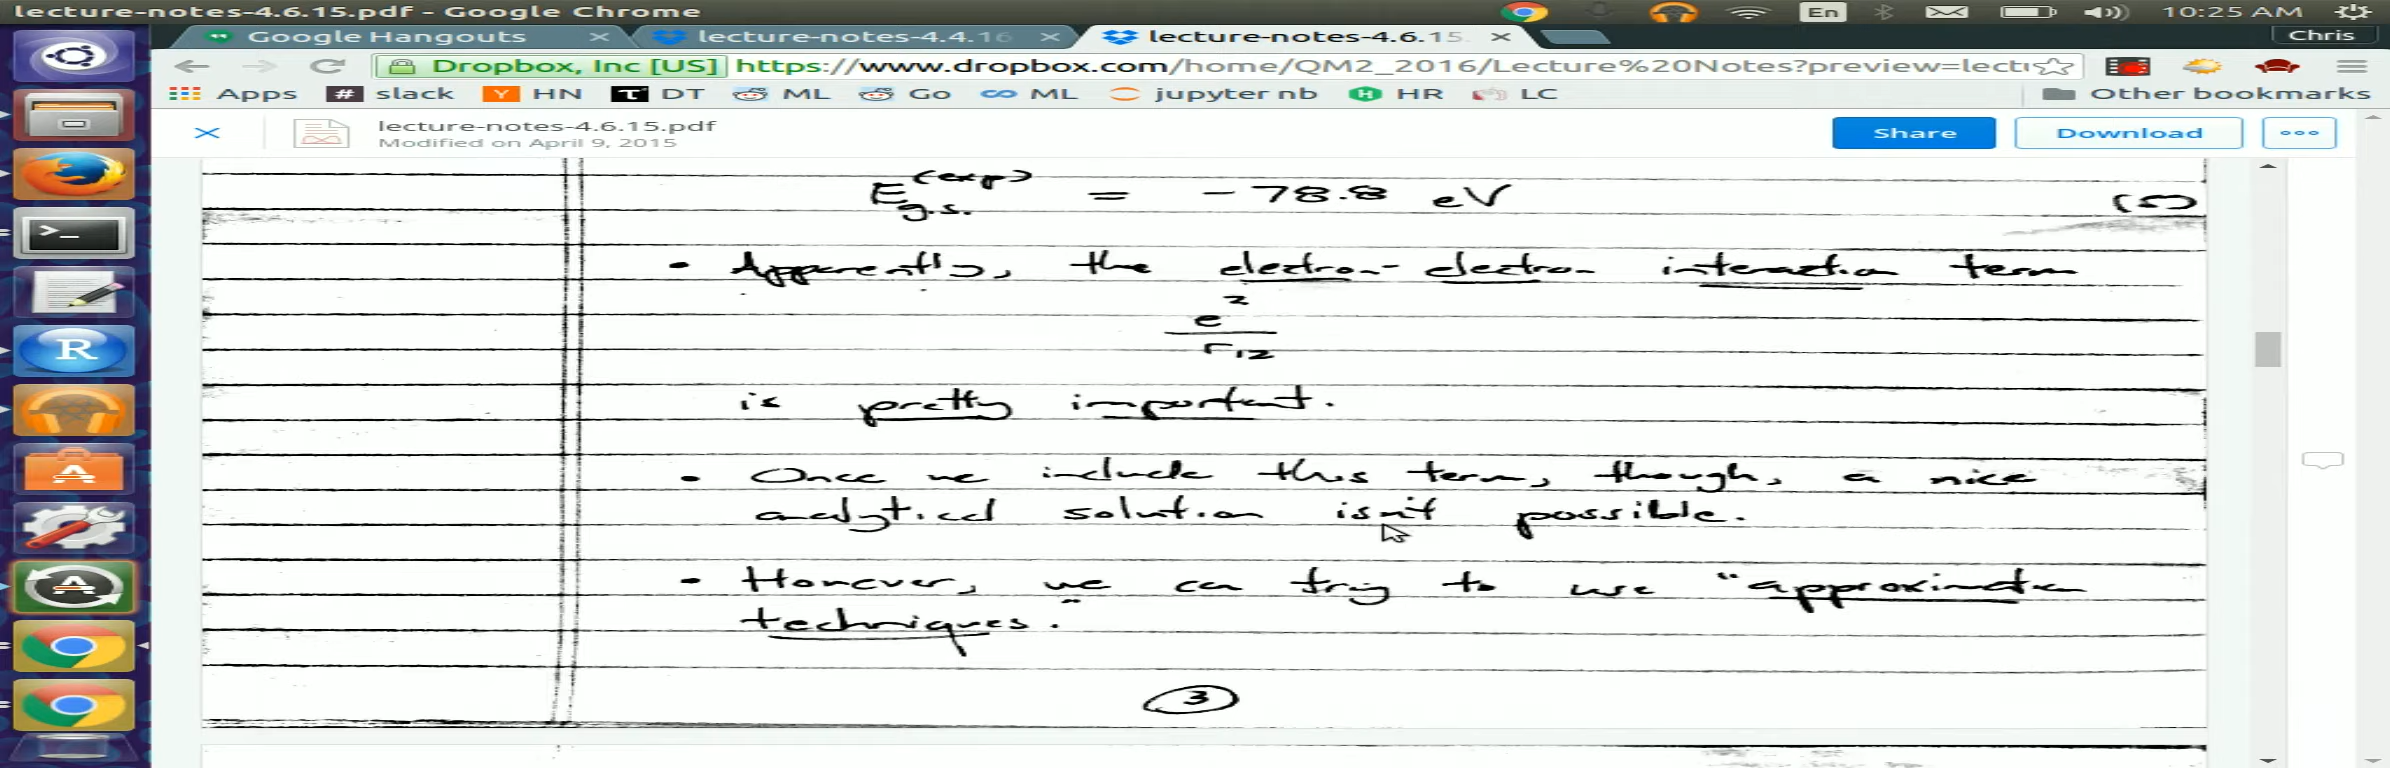 lecture-notes-4.6.15.pdf - Google Chrome
En
10:25 AM
Google Hangouts
lecture-notes-4.4.16
lecture-notes-4.6.15.
Chris
Dropbox, Inc [US] https://www.dropbox.com/home/QM2_2016/Lecture%20Notes?preview=lect
Apps slack HN DT ML Go ML jupyter nb HR LC Other bookmarks
lecture-notes-4.6.15.pdf
Modified on April 9, 2015
Share
Download
E_{g.s.}^{(exp)} = -78.8 eV
(5)
• Apparently, the electron-electron interaction term
e^2/r_{12}
is pretty important.
• Once we include this term, though, a nice
analytical solution isn't possible.
• However, we can try to use "approximation
techniques."
3